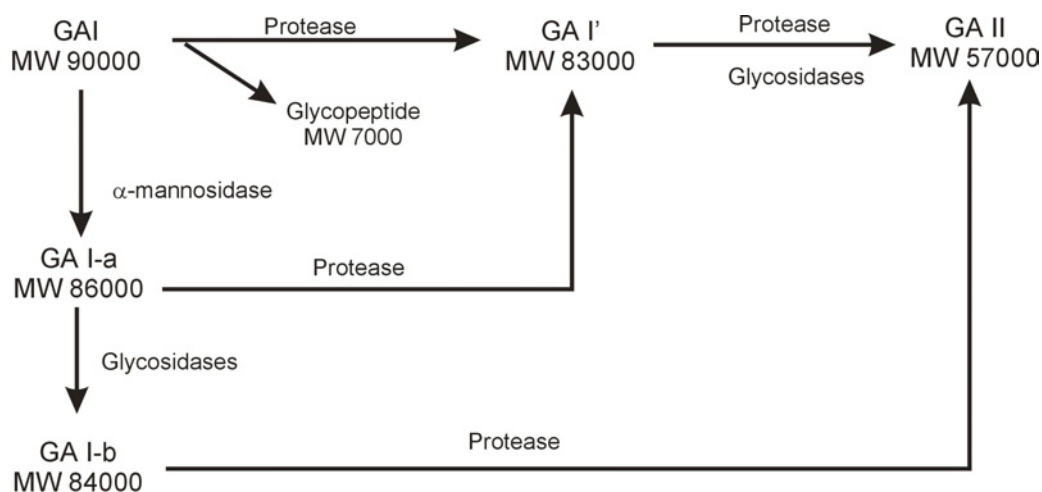 GAI
MW 90000
Protease
GA I'
MW 83000
Protease
Glycosidases
GA II
MW 57000
Glycopeptide
MW 7000
α-mannosidase
GA I-a
MW 86000
Protease
Glycosidases
GA I-b
MW 84000
Protease